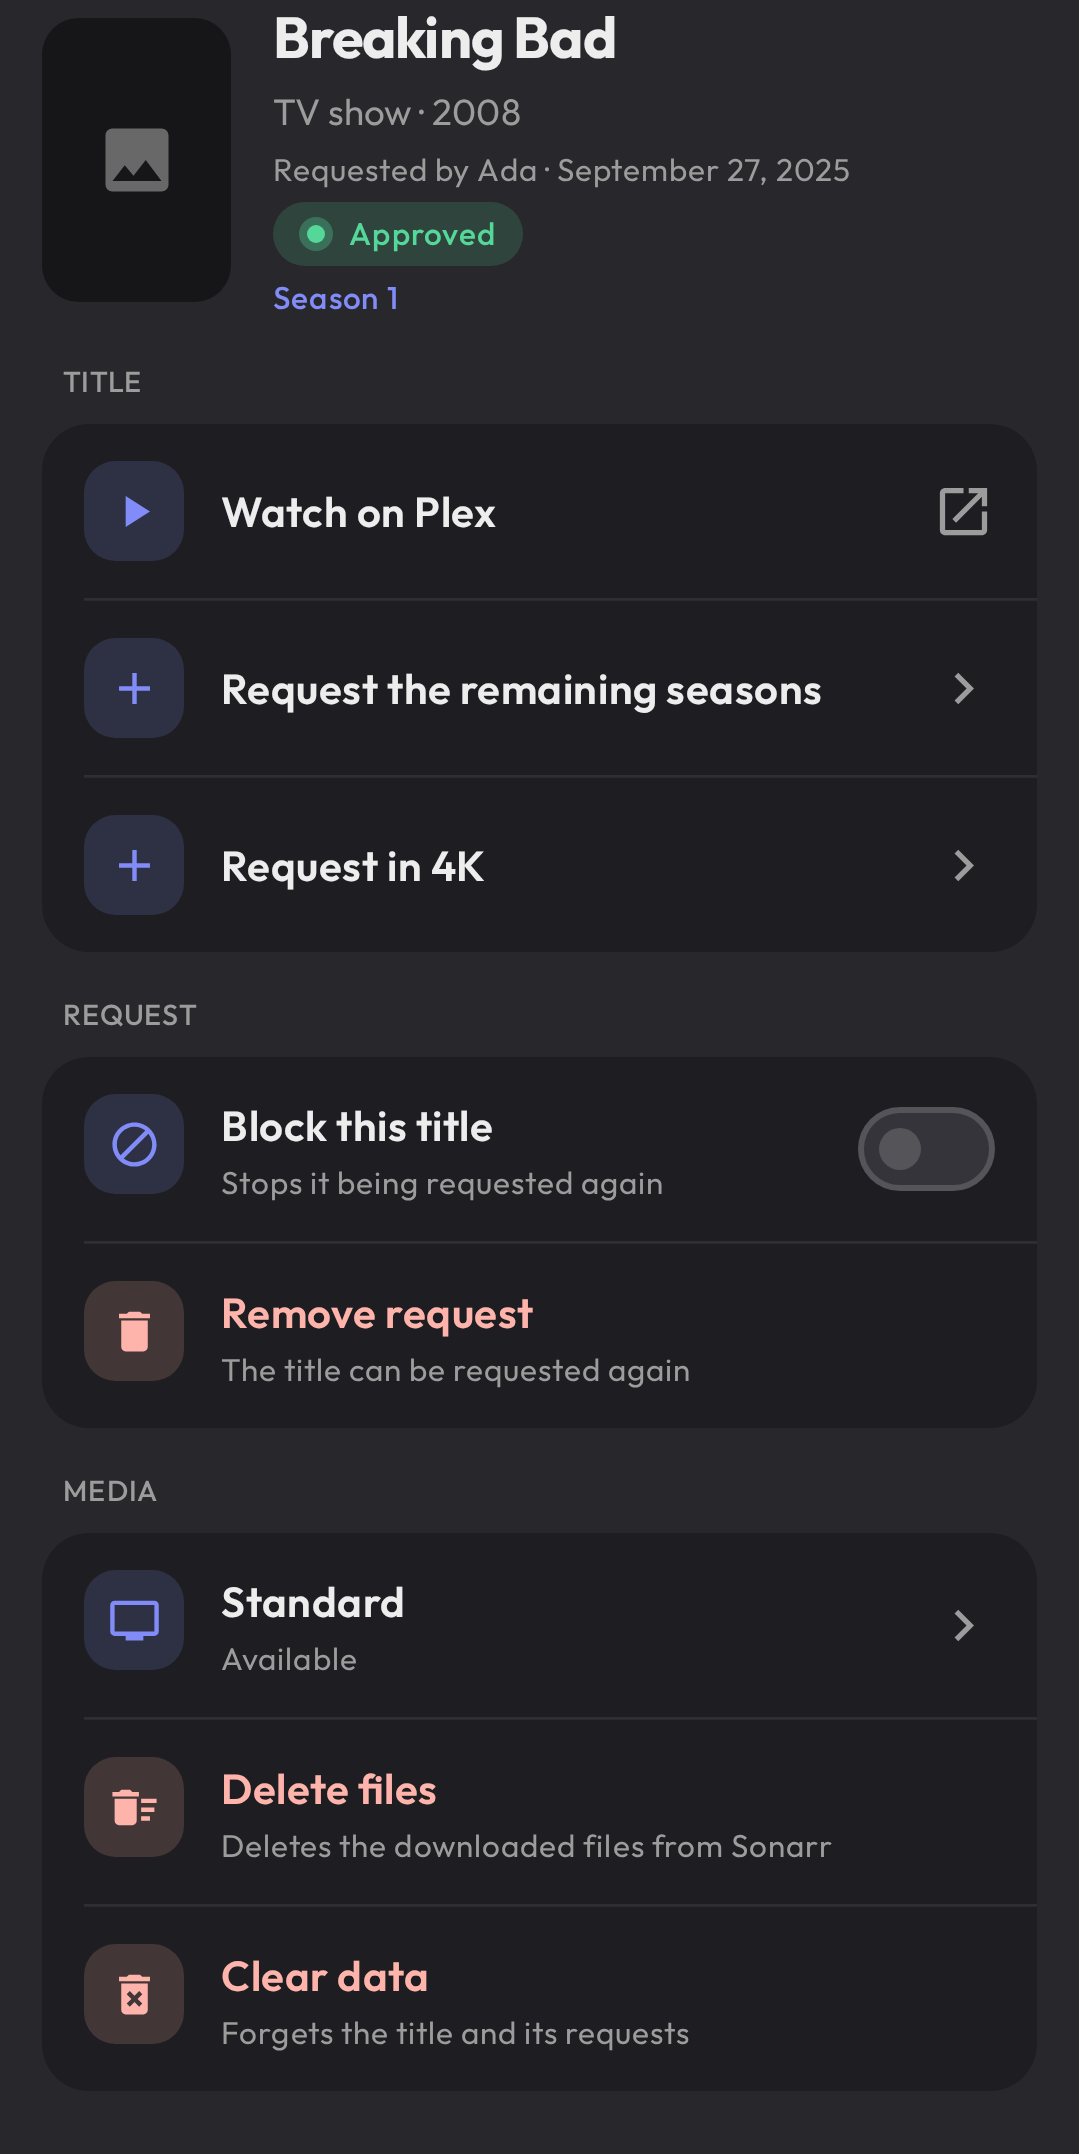 Breaking Bad
TV show · 2008
Requested by Ada · September 27, 2025
Approved
Season 1
TITLE
Watch on Plex
Request the remaining seasons
Request in 4K
REQUEST
Block this title
Stops it being requested again
Remove request
The title can be requested again
MEDIA
Standard
Available
Delete files
Deletes the downloaded files from Sonarr
Clear data
Forgets the title and its requests